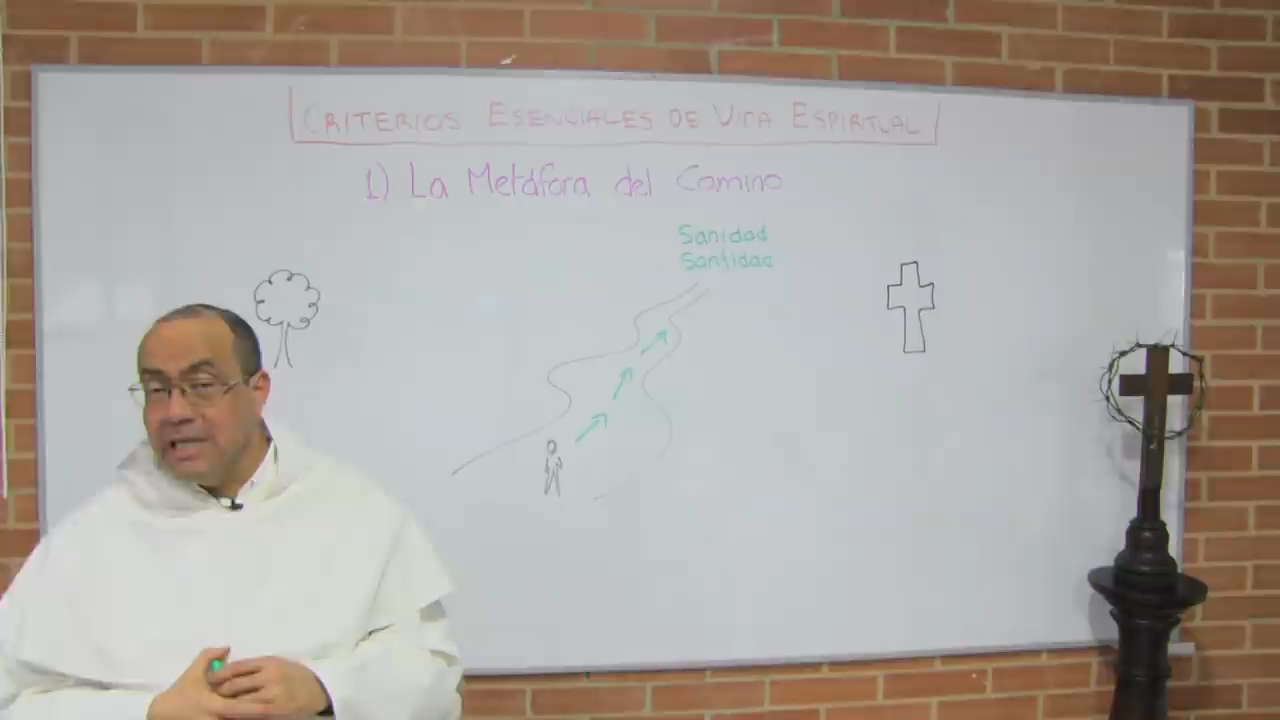 CRITERIOS ESENCIALES DE VIDA ESPIRITUAL
1) La Metáfora del Camino
Sanidad
Santidad